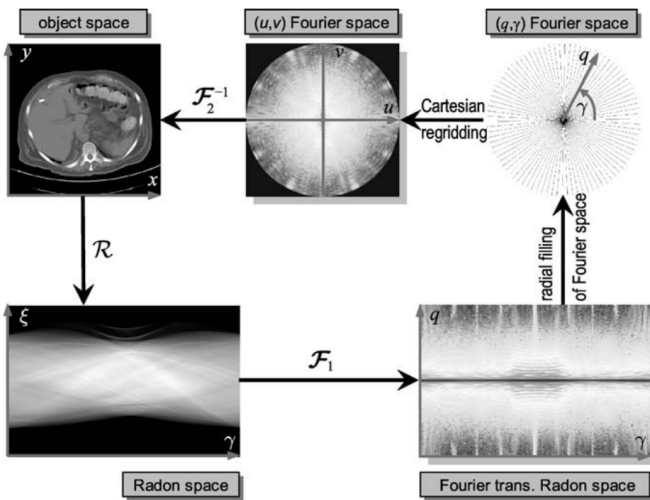 object space
(u,v) Fourier space
(q,γ) Fourier space
y
x
v
u
q
γ
ℱ₂⁻¹
Cartesian
regridding
ℛ
radial filling
of Fourier space
ξ
γ
ℱ₁
q
γ
Radon space
Fourier trans. Radon space